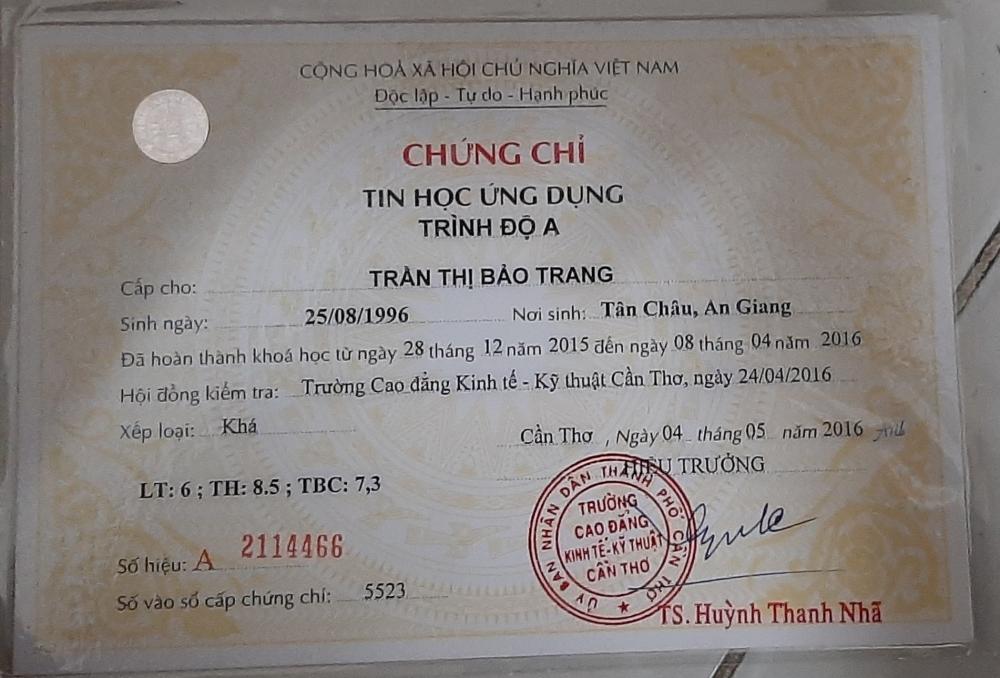 CỘNG HOÀ XÃ HỘI CHỦ NGHĨA VIỆT NAM
Độc lập - Tự do - Hạnh phúc
CHỨNG CHỈ
TIN HỌC ỨNG DỤNG
TRÌNH ĐỘ A
Cấp cho: TRẦN THỊ BẢO TRANG
Sinh ngày: 25/08/1996 Nơi sinh: Tân Châu, An Giang
Đã hoàn thành khoá học từ ngày 28 tháng 12 năm 2015 đến ngày 08 tháng 04 năm 2016
Hội đồng kiểm tra: Trường Cao đẳng Kinh tế - Kỹ thuật Cần Thơ, ngày 24/04/2016
Xếp loại: Khá
Cần Thơ , Ngày 04 tháng 05 năm 2016
HIỆU TRƯỞNG
LT: 6 ; TH: 8.5 ; TBC: 7,3
Số hiệu: A 2114466
Số vào sổ cấp chứng chỉ: 5523
ỦY BAN NHÂN DÂN THÀNH PHỐ CẦN THƠ
TRƯỜNG
CAO ĐẲNG
KINH TẾ-KỸ THUẬT
CẦN THƠ
TS. Huỳnh Thanh Nhã